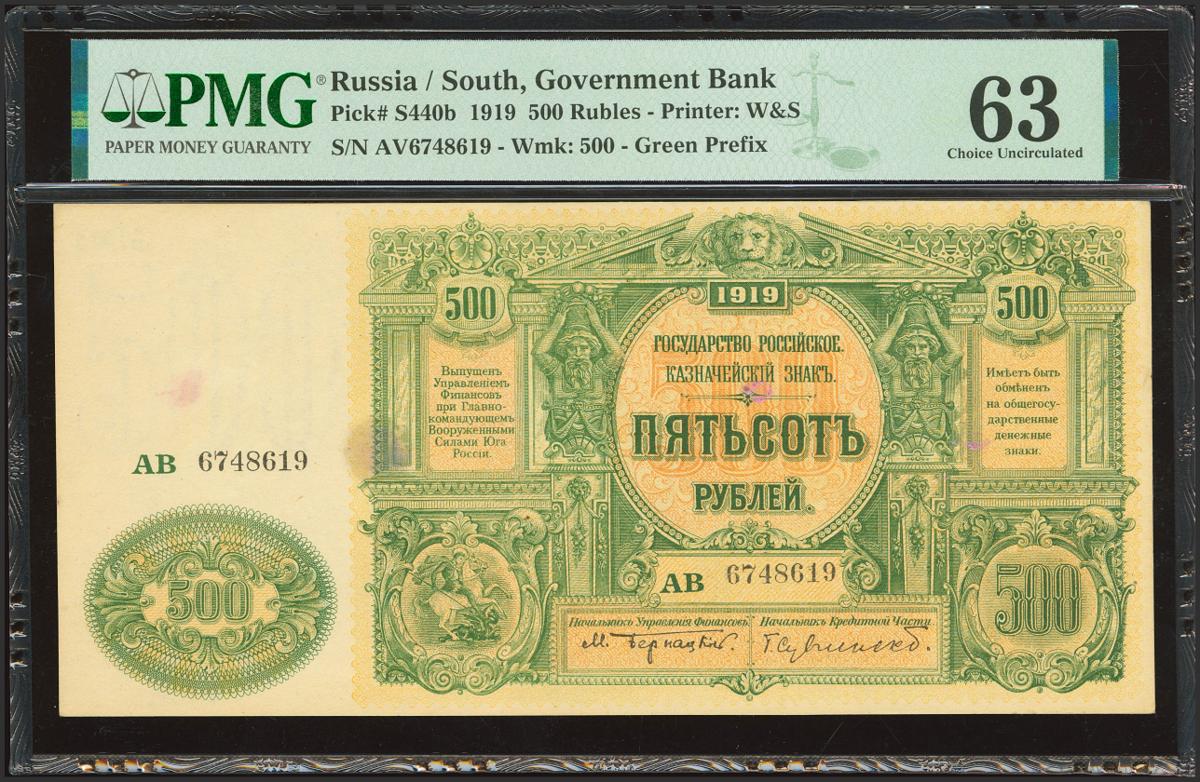 PMG®
PAPER MONEY GUARANTY
Russia / South, Government Bank
Pick# S440b 1919 500 Rubles - Printer: W&S
S/N AV6748619 - Wmk: 500 - Green Prefix
63
Choice Uncirculated
500
1919
500
ГОСУДАРСТВО РОССІЙСКОЕ.
КАЗНАЧЕЙСКІЙ ЗНАКЪ.
ПЯТЬСОТЪ
РУБЛЕЙ.
Выпущенъ
Управленіемъ
Финансовъ
при Главно-
командующемъ
Вооруженными
Силами Юга
Россіи.
Имѣетъ быть
обмѣненъ
на общегосу-
дарственные
денежные
знаки.
АВ 6748619
500
АВ 6748619
500
Начальникъ Управленія Финансовъ
М. Бернацкій.
Начальникъ Кредитной Части